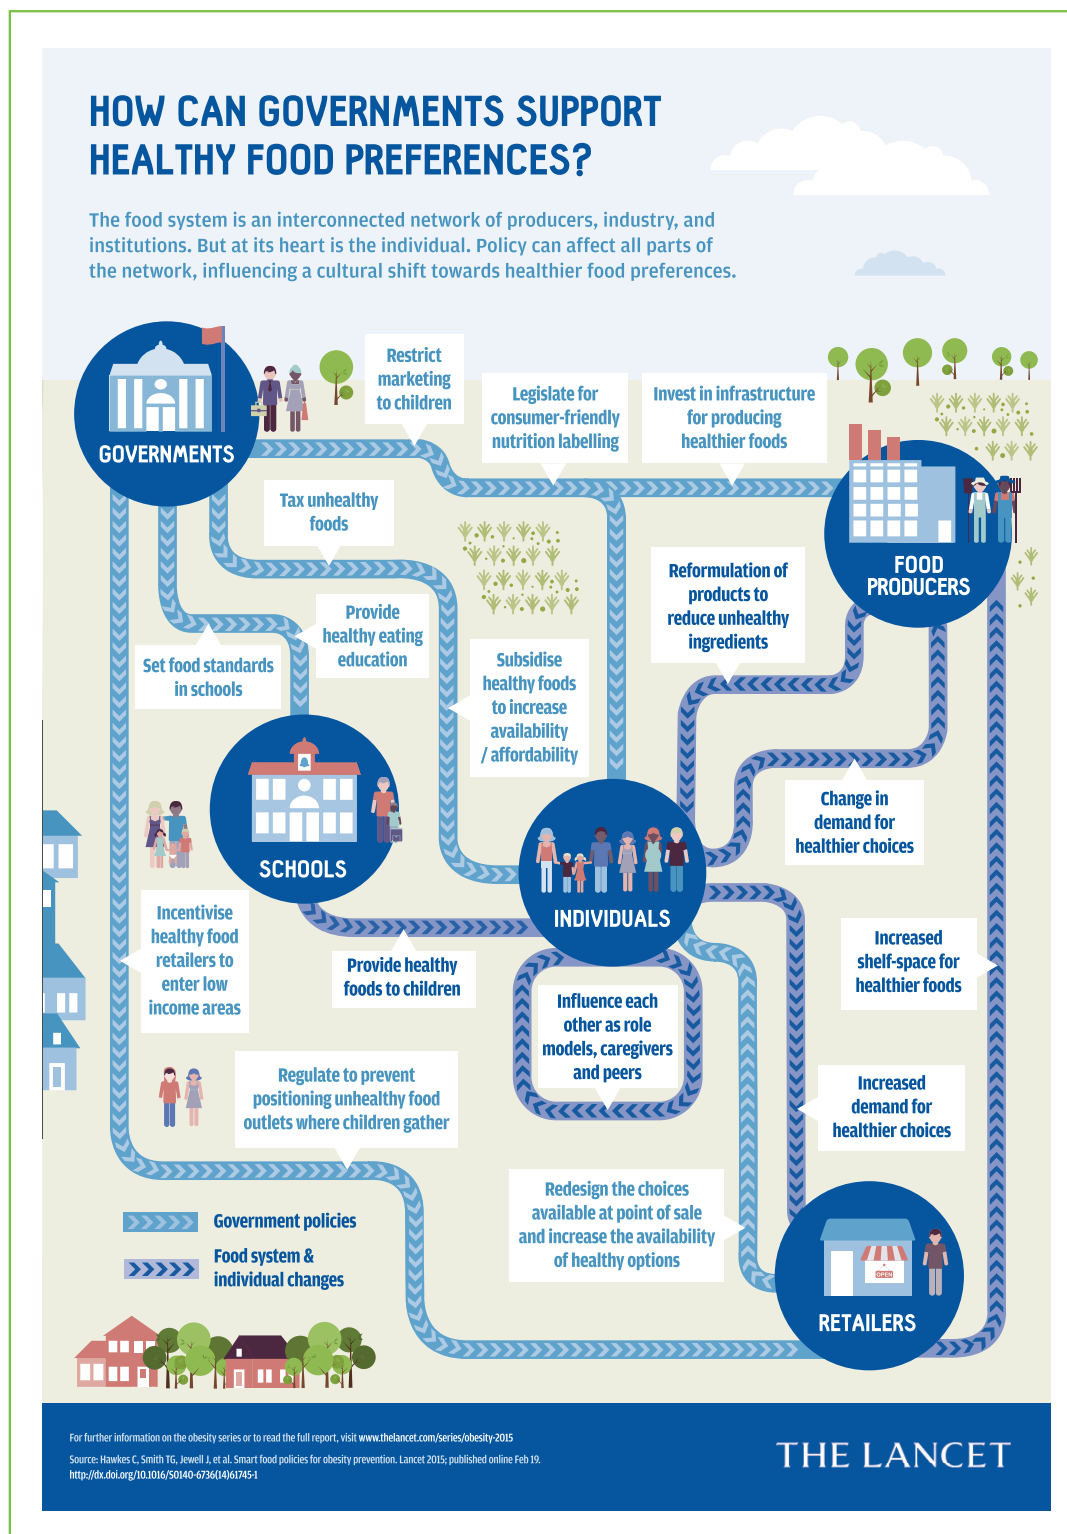 HOW CAN GOVERNMENTS SUPPORT
HEALTHY FOOD PREFERENCES?
The food system is an interconnected network of producers, industry, and
institutions. But at its heart is the individual. Policy can affect all parts of
the network, influencing a cultural shift towards healthier food preferences.
GOVERNMENTS
Restrict
marketing
to children
Legislate for
consumer-friendly
nutrition labelling
Invest in infrastructure
for producing
healthier foods
Tax unhealthy
foods
FOOD
PRODUCERS
Reformulation of
products to
reduce unhealthy
ingredients
Provide
healthy eating
education
Set food standards
in schools
Subsidise
healthy foods
to increase
availability
/ affordability
Change in
demand for
healthier choices
SCHOOLS
INDIVIDUALS
Incentivise
healthy food
retailers to
enter low
income areas
Provide healthy
foods to children
Increased
shelf-space for
healthier foods
Influence each
other as role
models, caregivers
and peers
Regulate to prevent
positioning unhealthy food
outlets where children gather
Increased
demand for
healthier choices
Redesign the choices
available at point of sale
and increase the availability
of healthy options
Government policies
Food system &
individual changes
OPEN
RETAILERS
For further information on the obesity series or to read the full report, visit www.thelancet.com/series/obesity-2015
Source: Hawkes C, Smith TG, Jewell J, et al. Smart food policies for obesity prevention. Lancet 2015; published online Feb 19.
http://dx.doi.org/10.1016/S0140-6736(14)61745-1
THE LANCET